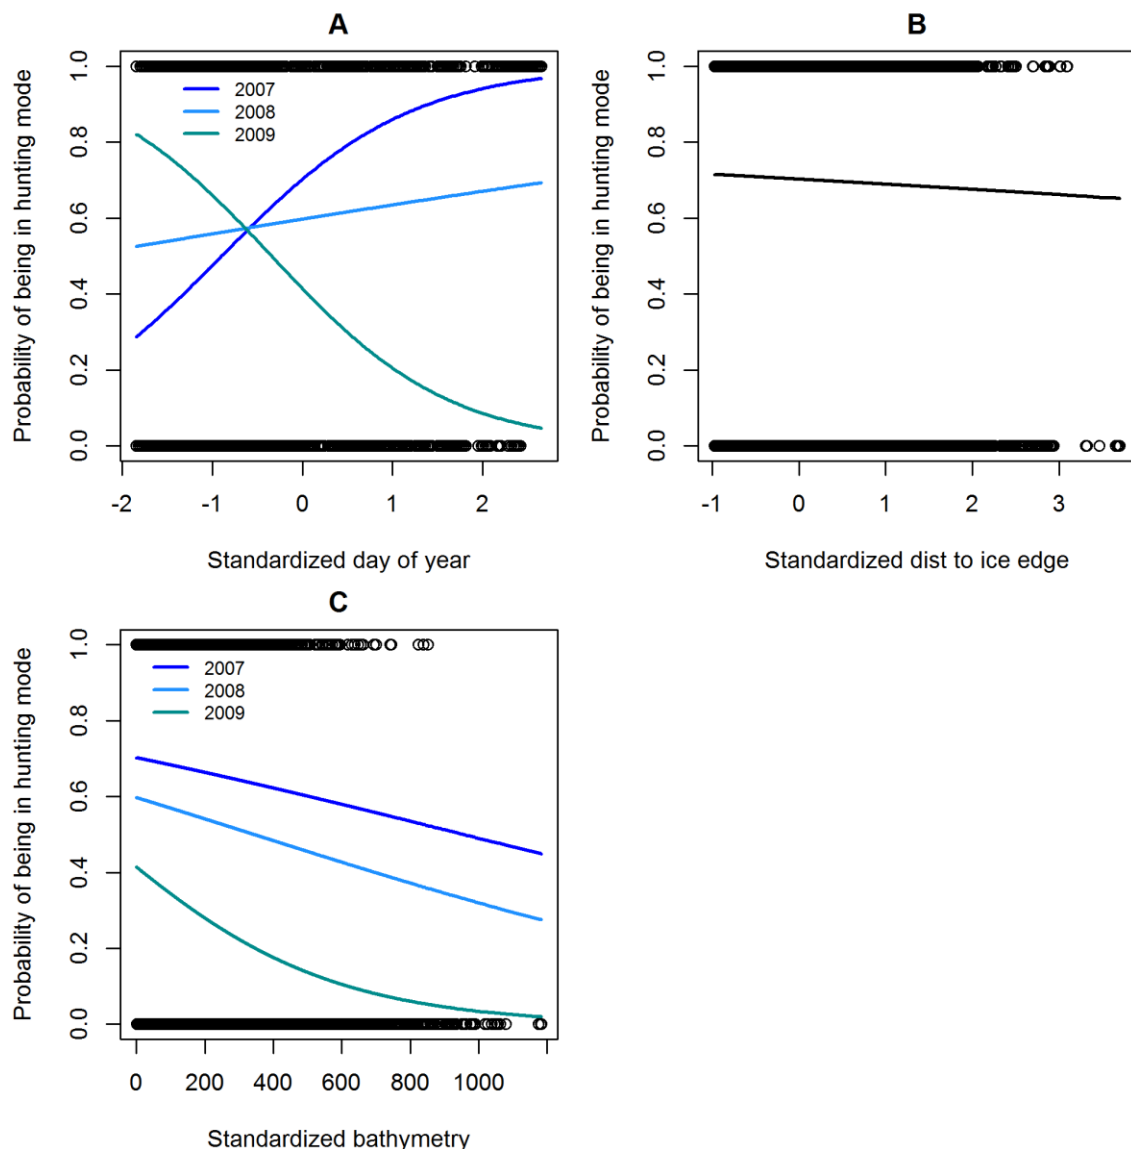 A
Probability of being in hunting mode
1.0
0.8
0.6
0.4
0.2
0.0
2007
2008
2009
-2 -1 0 1 2
Standardized day of year
B
Probability of being in hunting mode
1.0
0.8
0.6
0.4
0.2
0.0
-1 0 1 2 3
Standardized dist to ice edge
C
Probability of being in hunting mode
1.0
0.8
0.6
0.4
0.2
0.0
2007
2008
2009
0 200 400 600 800 1000
Standardized bathymetry